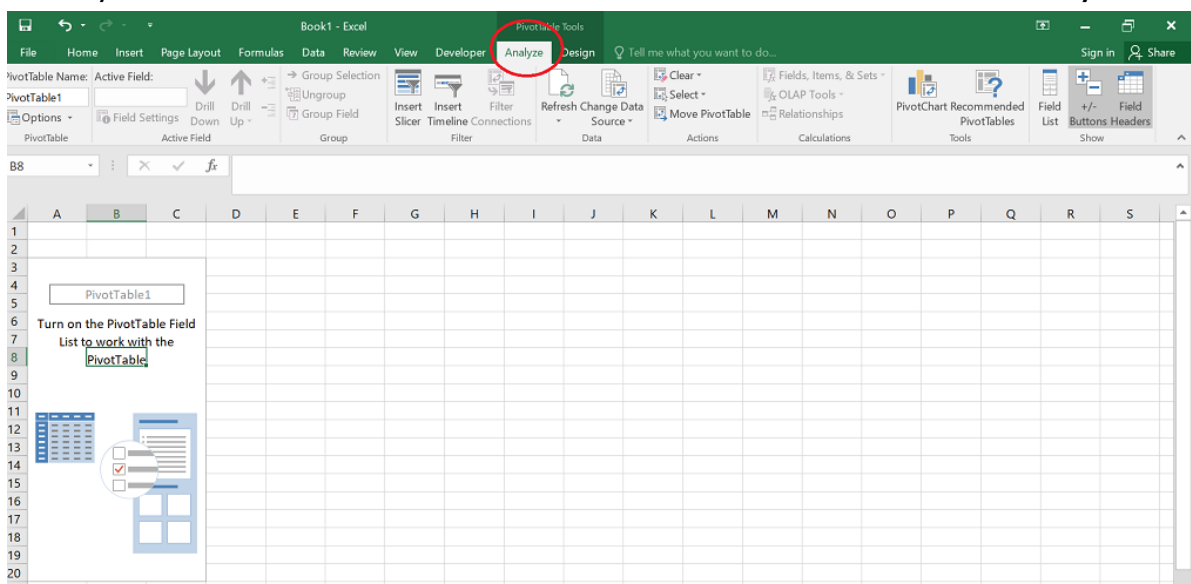 Book1 - Excel
PivotTable Tools
File Home Insert Page Layout Formulas Data Review View Developer Analyze Design Tell me what you want to do... Sign in Share
PivotTable Name: Active Field:
PivotTable1
Options
Field Settings
Drill Down
Drill Up
PivotTable
Active Field
Group Selection
Ungroup
Group Field
Group
Insert Slicer
Insert Timeline
Filter Connections
Filter
Refresh
Change Data Source
Data
Clear
Select
Move PivotTable
Actions
Fields, Items, & Sets
OLAP Tools
Relationships
Calculations
PivotChart
Recommended PivotTables
Tools
Field List
+/- Buttons
Field Headers
Show
B8
fx
A B C D E F G H I J K L M N O P Q R S
1
2
3
4
PivotTable1
5
6
Turn on the PivotTable Field
7
List to work with the
8
PivotTable
9
10
11
12
13
14
15
16
17
18
19
20